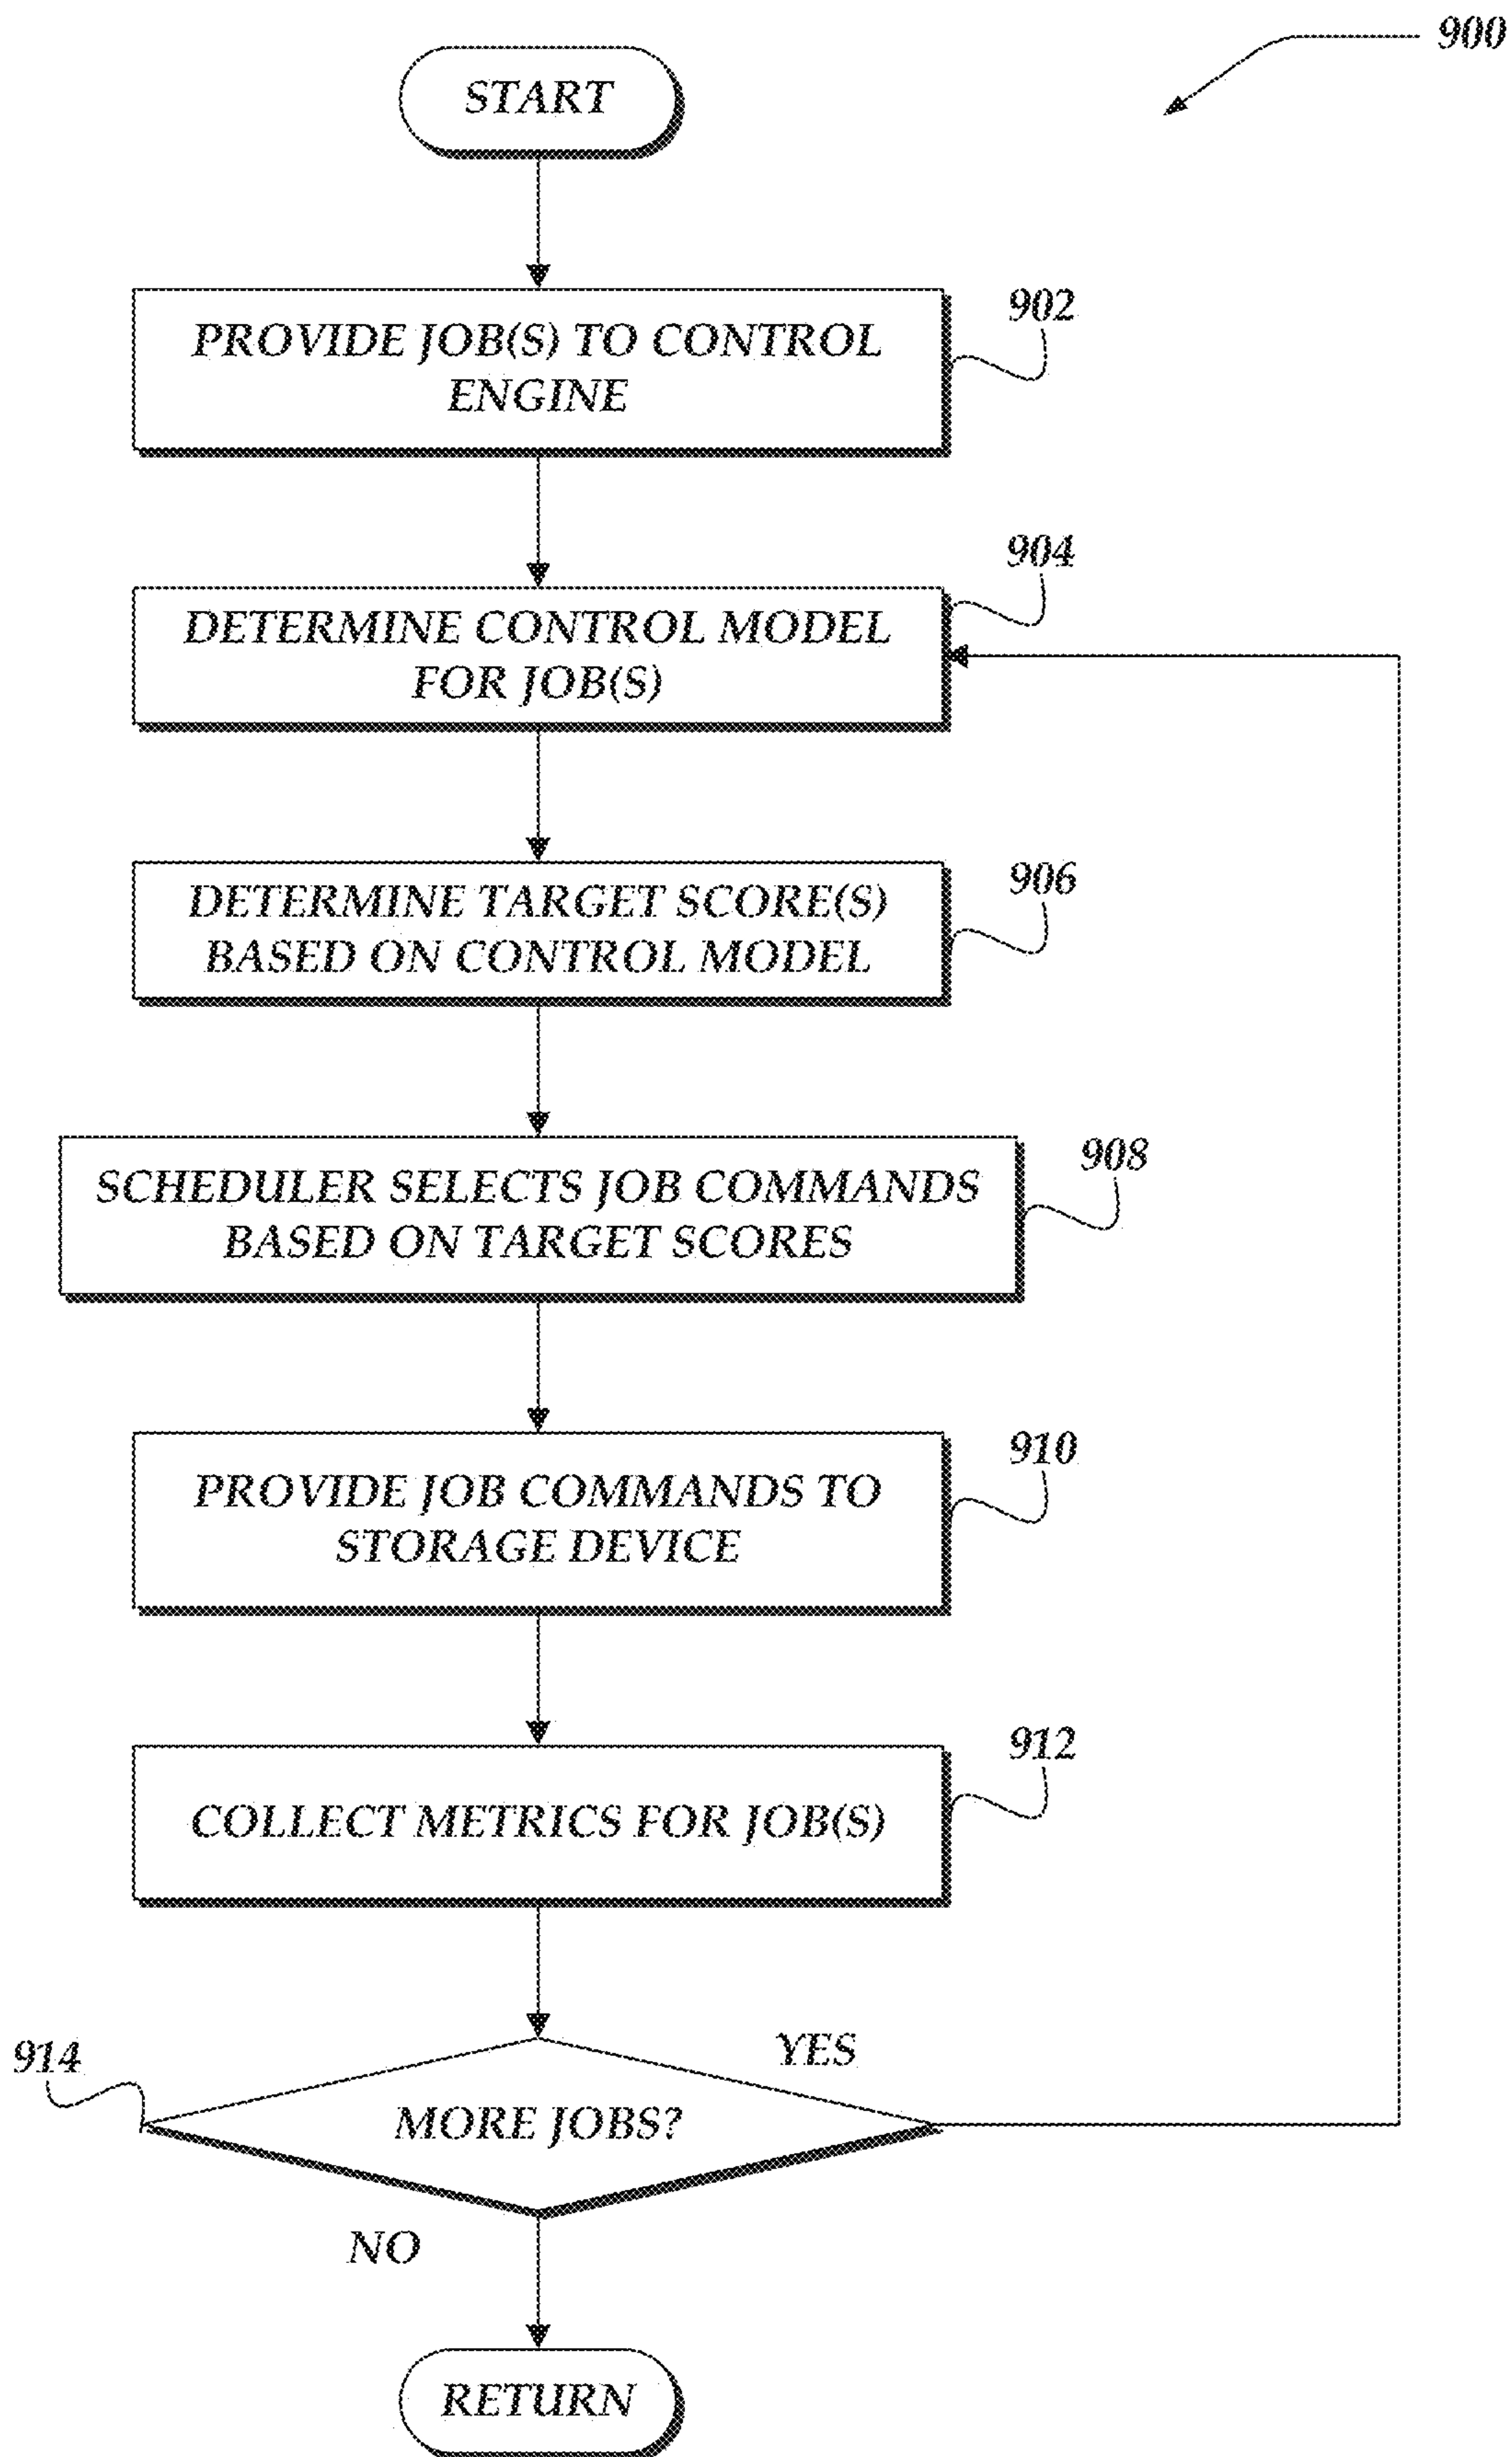 900
START
902
PROVIDE JOB(S) TO CONTROL
ENGINE
904
DETERMINE CONTROL MODEL
FOR JOB(S)
906
DETERMINE TARGET SCORE(S)
BASED ON CONTROL MODEL
908
SCHEDULER SELECTS JOB COMMANDS
BASED ON TARGET SCORES
910
PROVIDE JOB COMMANDS TO
STORAGE DEVICE
912
COLLECT METRICS FOR JOB(S)
914
YES
MORE JOBS?
NO
RETURN